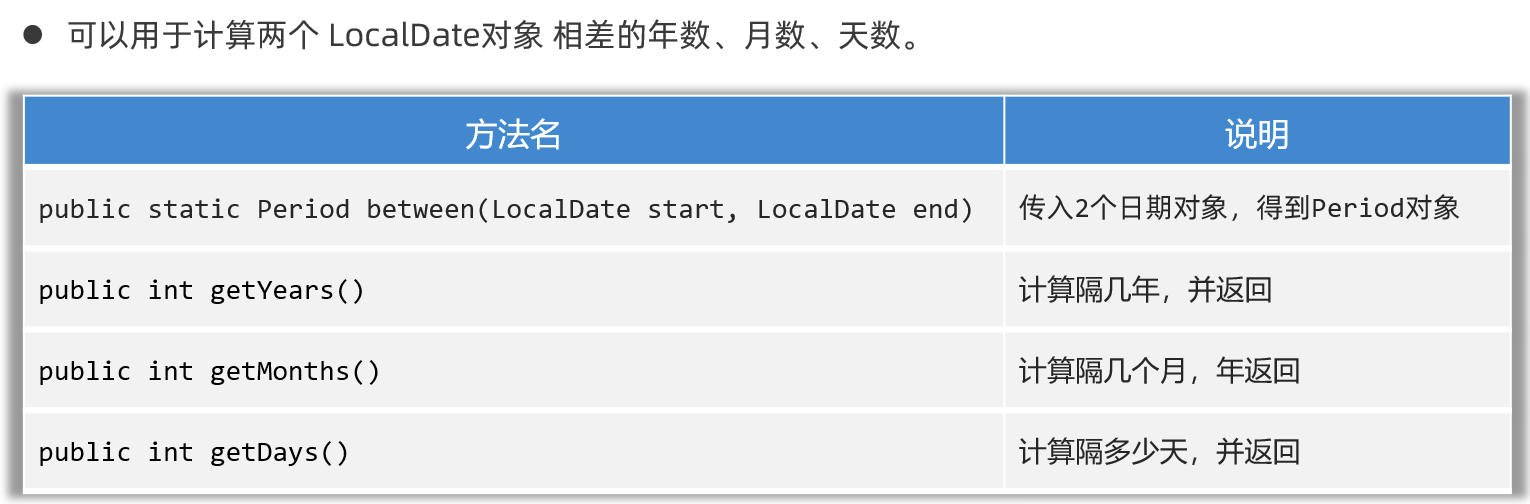 ● 可以用于计算两个 LocalDate对象 相差的年数、月数、天数。
方法名 说明
public static Period between(LocalDate start, LocalDate end) 传入2个日期对象，得到Period对象
public int getYears() 计算隔几年，并返回
public int getMonths() 计算隔几个月，年返回
public int getDays() 计算隔多少天，并返回